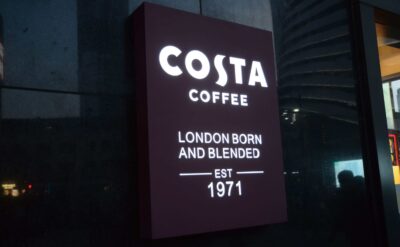 COSTA
COFFEE
LONDON BORN
AND BLENDED
EST
1971